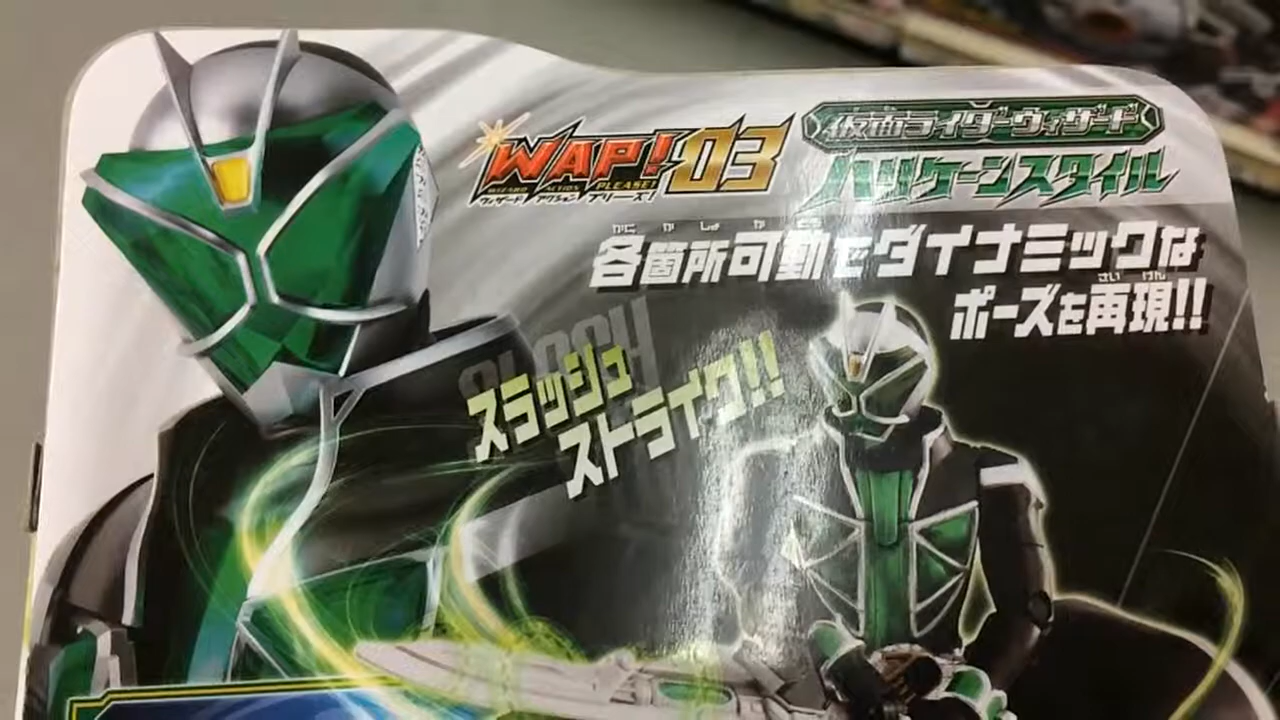 WAP! 03
WIZARD ACTION PLEASE!
ウィザード アクション プリーズ!
仮面ライダーウィザード
ハリケーンスタイル
かくかしょかどう
各箇所可動でダイナミックな
さいげん
ポーズを再現!!
SLASH
スラッシュ
ストライク!!